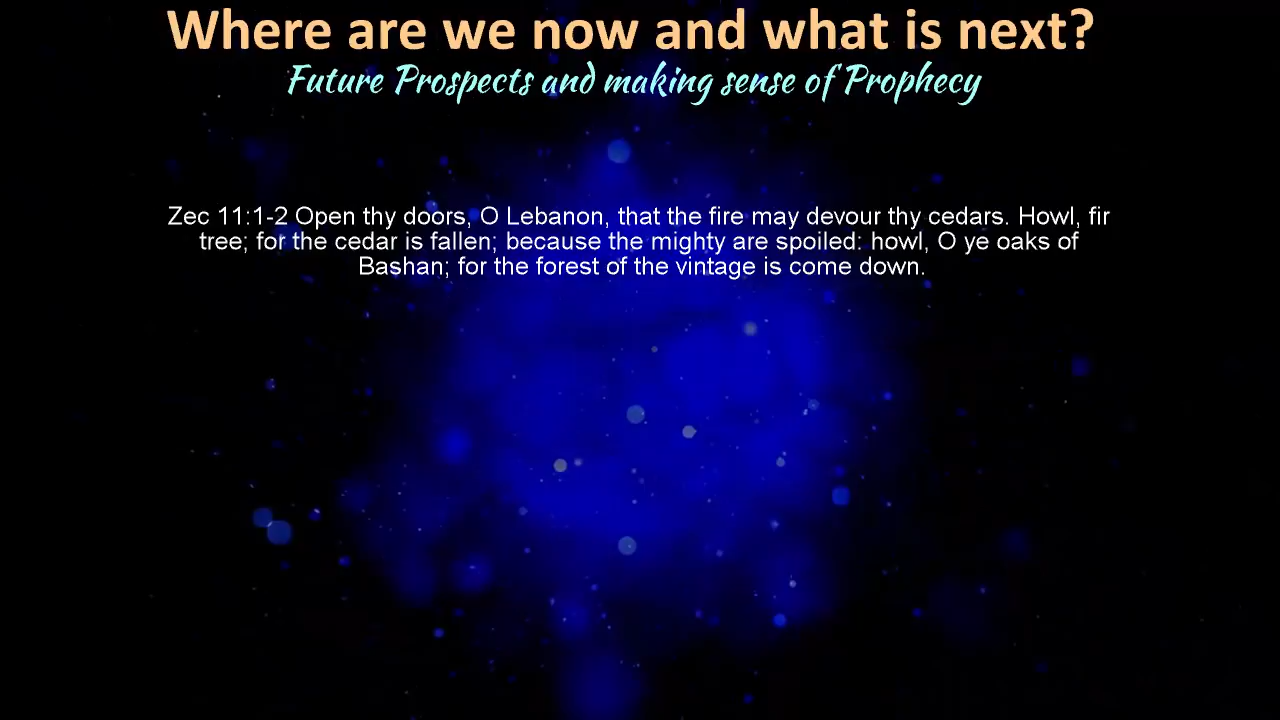 Where are we now and what is next?
Future Prospects and making sense of Prophecy
Zec 11:1-2 Open thy doors, O Lebanon, that the fire may devour thy cedars. Howl, fir
tree; for the cedar is fallen; because the mighty are spoiled: howl, O ye oaks of
Bashan; for the forest of the vintage is come down.